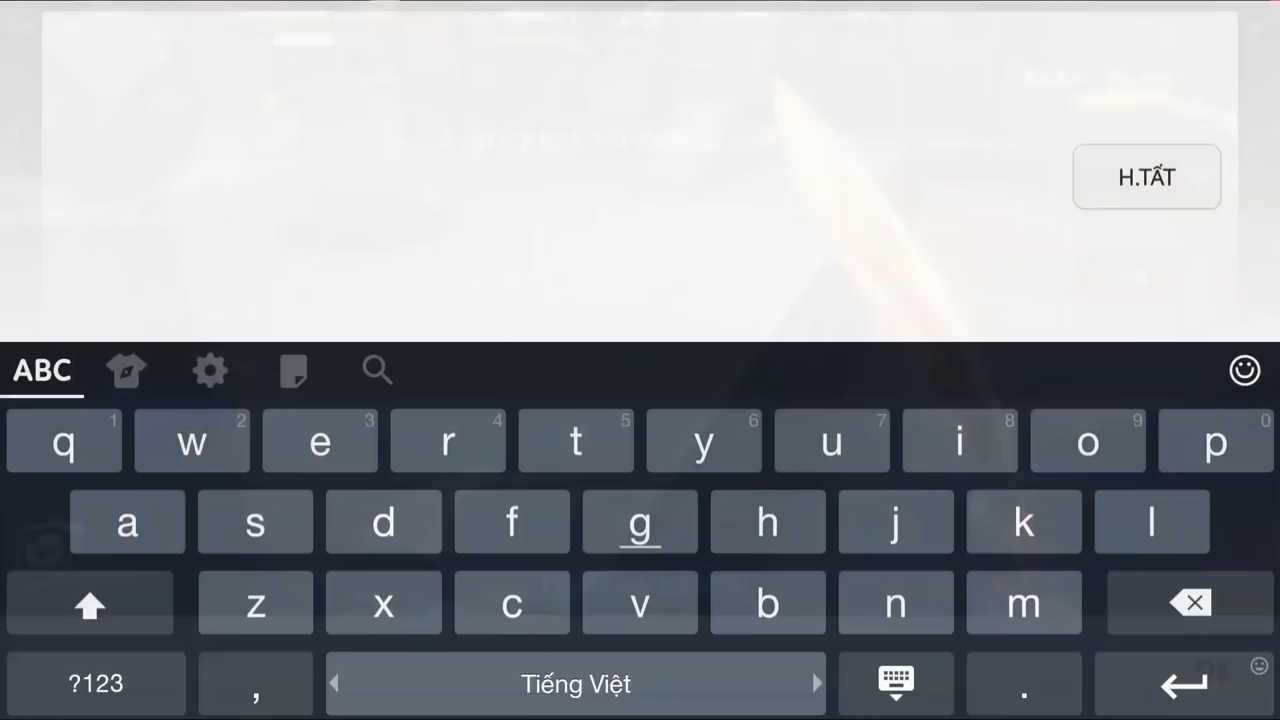 H.TẤT
ABC
q 1 w 2 e 3 r 4 t 5 y 6 u 7 i 8 o 9 p 0
a s d f g h j k l
z x c v b n m
?123 , Tiếng Việt .